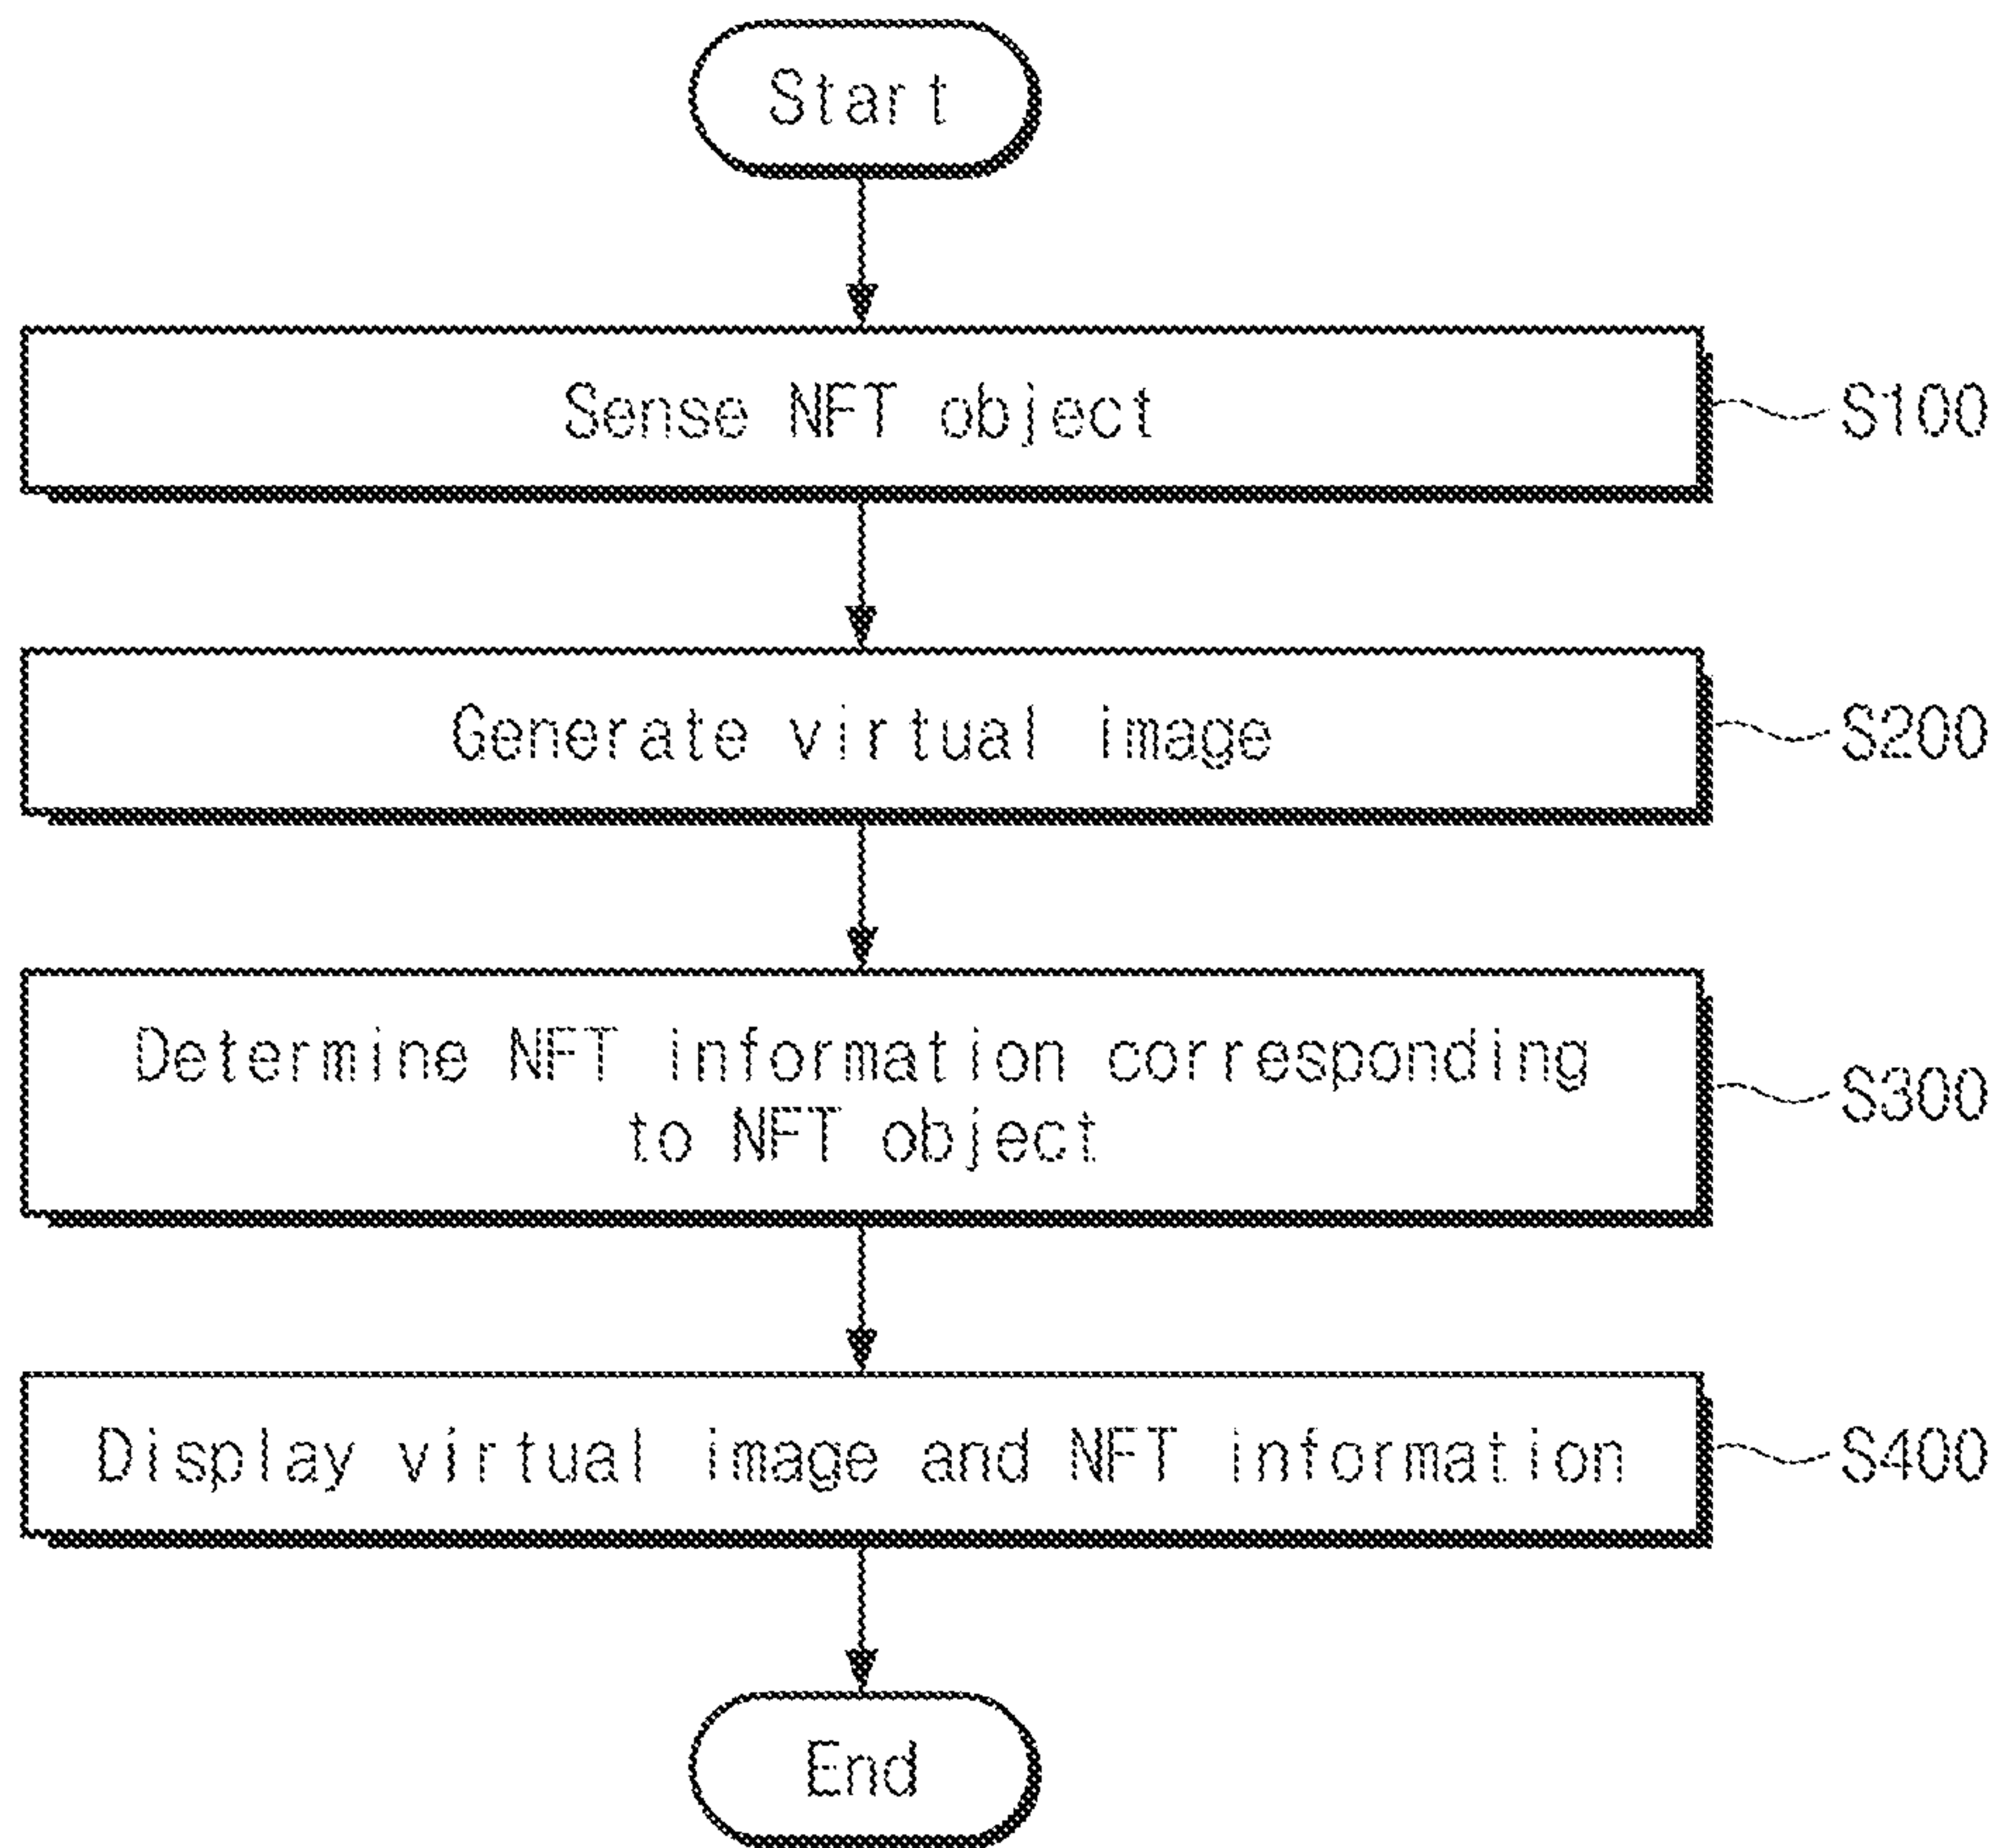 Start
Sense NFT object
S100
Generate virtual image
S200
Determine NFT information corresponding
to NFT object
S300
Display virtual image and NFT information
S400
End